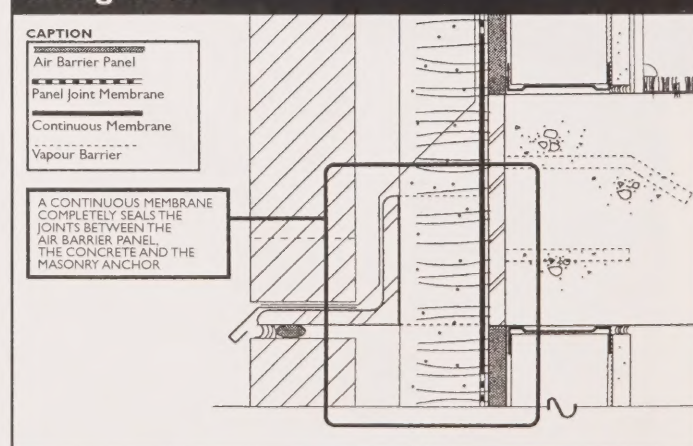 CAPTION
Air Barrier Panel
Panel Joint Membrane
Continuous Membrane
Vapour Barrier
A CONTINUOUS MEMBRANE
COMPLETELY SEALS THE
JOINTS BETWEEN THE
AIR BARRIER PANEL,
THE CONCRETE AND THE
MASONRY ANCHOR